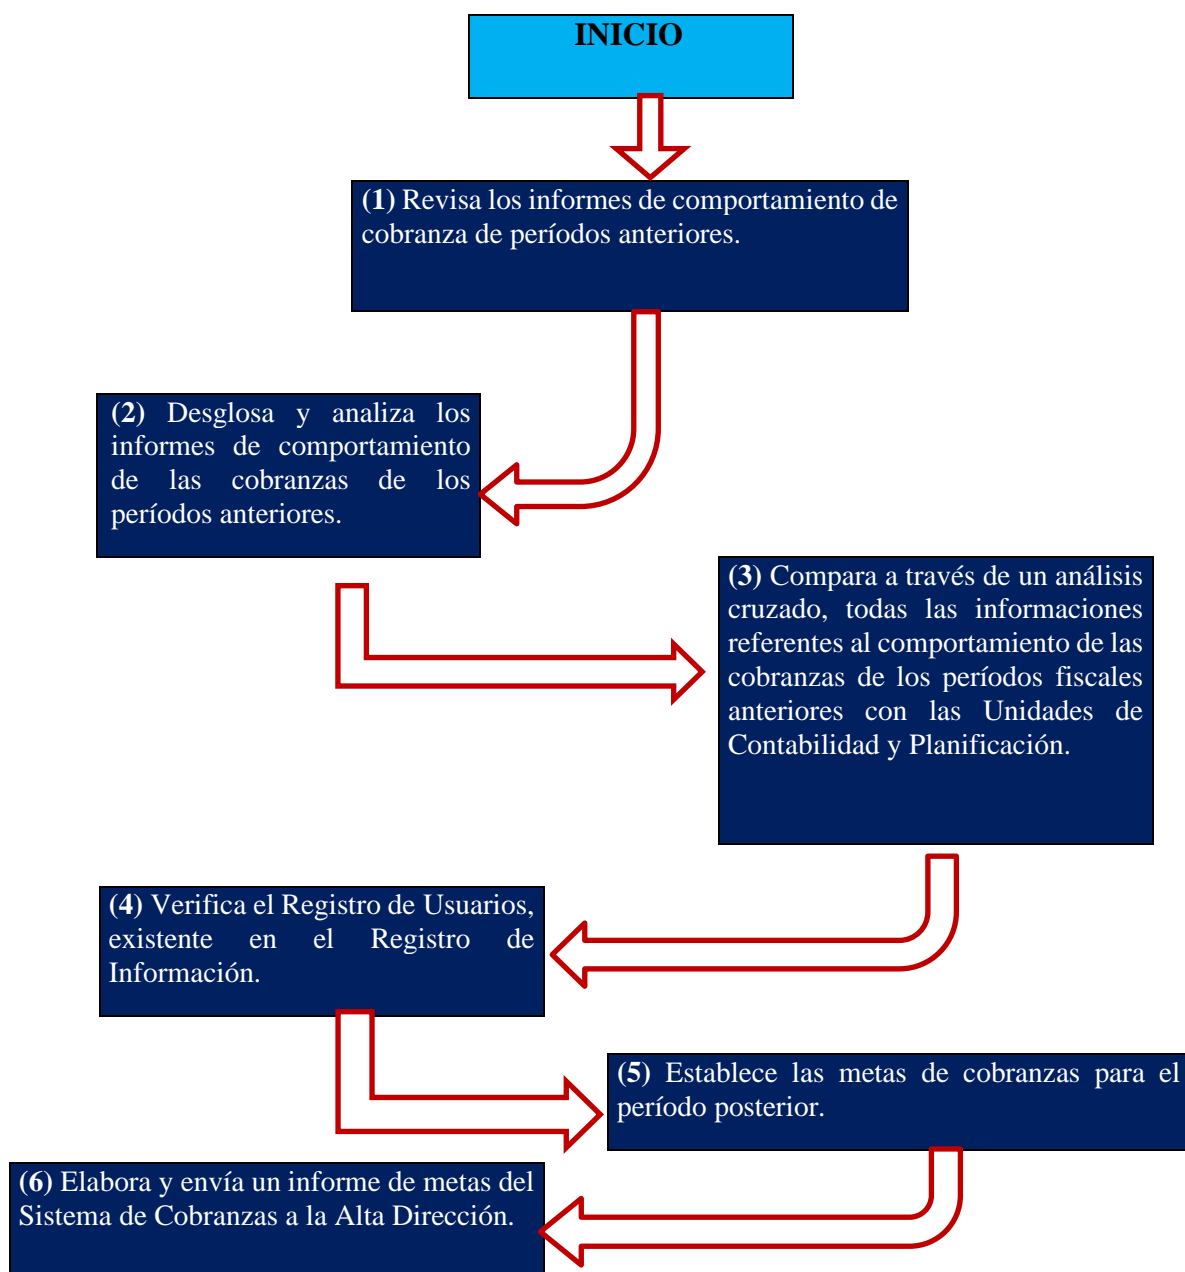 INICIO
(1) Revisa los informes de comportamiento de
cobranza de períodos anteriores.
(2) Desglosa y analiza los
informes de comportamiento
de las cobranzas de los
períodos anteriores.
(3) Compara a través de un análisis
cruzado, todas las informaciones
referentes al comportamiento de las
cobranzas de los períodos fiscales
anteriores con las Unidades de
Contabilidad y Planificación.
(4) Verifica el Registro de Usuarios,
existente en el Registro de
Información.
(5) Establece las metas de cobranzas para el
período posterior.
(6) Elabora y envía un informe de metas del
Sistema de Cobranzas a la Alta Dirección.